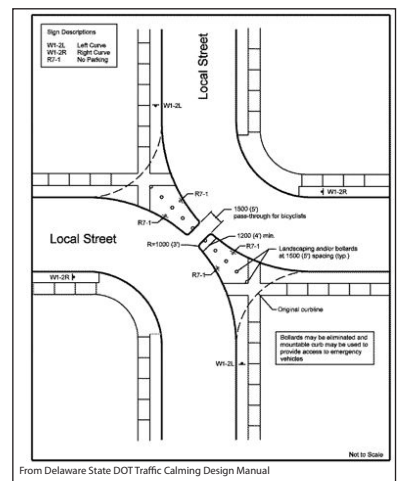 Sign Descriptions
W1-2L Left Curve
W1-2R Right Curve
R7-1 No Parking
Local Street
W1-2L
W1-2R
R7-1
1500 (5')
pass-through for bicyclists
R7-1
1200 (4') min.
Local Street
R=1000 (3')
R7-1
Landscaping and/or bollards
at 1500 (5') spacing (typ.)
R7-1
W1-2R
Original curbline
Bollards may be eliminated and
mountable curb may be used to
provide access to emergency
vehicles
W1-2L
Not to Scale
From Delaware State DOT Traffic Calming Design Manual